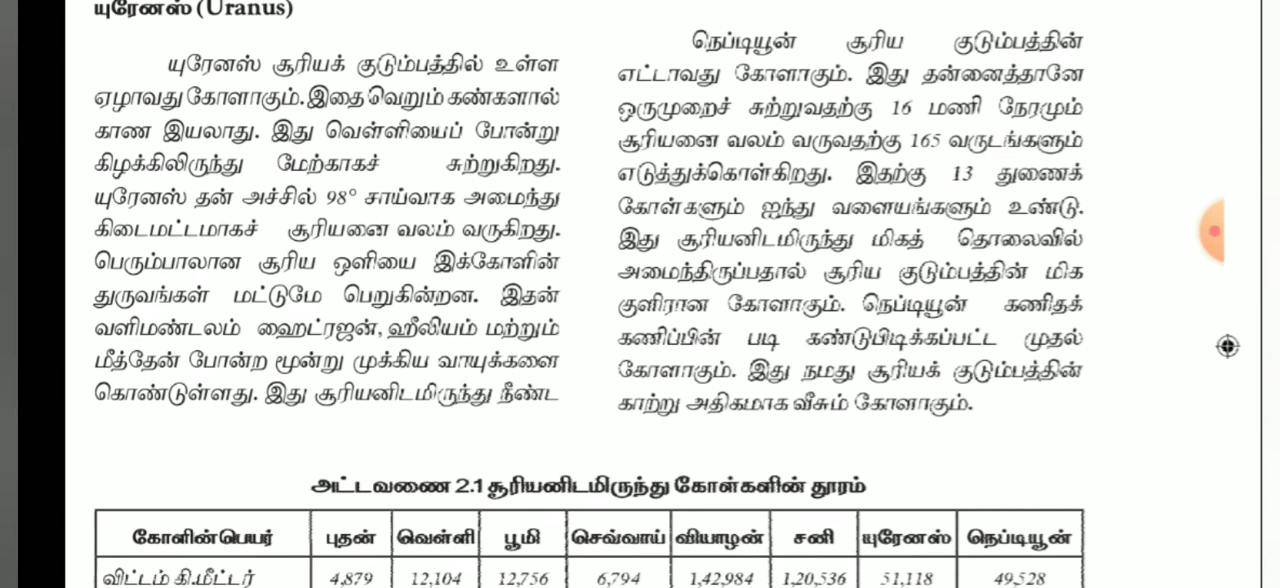 யுரேனஸ் (Uranus)
யுரேனஸ் சூரியக் குடும்பத்தில் உள்ள
ஏழாவது கோளாகும். இதை வெறும் கண்களால்
காண இயலாது. இது வெள்ளியைப் போன்று
கிழக்கிலிருந்து மேற்காகச் சுற்றுகிறது.
யுரேனஸ் தன் அச்சில் 98° சாய்வாக அமைந்து
கிடைமட்டமாகச் சூரியனை வலம் வருகிறது.
பெரும்பாலான சூரிய ஒளியை இக்கோளின்
துருவங்கள் மட்டுமே பெறுகின்றன. இதன்
வளிமண்டலம் ஹைட்ரஜன், ஹீலியம் மற்றும்
மீத்தேன் போன்ற மூன்று முக்கிய வாயுக்களை
கொண்டுள்ளது. இது சூரியனிடமிருந்து நீண்ட
நெப்டியூன் சூரிய குடும்பத்தின்
எட்டாவது கோளாகும். இது தன்னைத்தானே
ஒருமுறைச் சுற்றுவதற்கு 16 மணி நேரமும்
சூரியனை வலம் வருவதற்கு 165 வருடங்களும்
எடுத்துக்கொள்கிறது. இதற்கு 13 துணைக்
கோள்களும் ஐந்து வளையங்களும் உண்டு.
இது சூரியனிடமிருந்து மிகத் தொலைவில்
அமைந்திருப்பதால் சூரிய குடும்பத்தின் மிக
குளிரான கோளாகும். நெப்டியூன் கணிதக்
கணிப்பின் படி கண்டுபிடிக்கப்பட்ட முதல்
கோளாகும். இது நமது சூரியக் குடும்பத்தின்
காற்று அதிகமாக வீசும் கோளாகும்.
அட்டவணை 2.1 சூரியனிடமிருந்து கோள்களின் தூரம்
கோளின்பெயர் புதன் வெள்ளி பூமி செவ்வாய் வியாழன் சனி யுரேனஸ் நெப்டியூன்
விட்டம் கி.மீட்டர் 4,879 12,104 12,756 6,794 1,42,984 1,20,536 51,118 49,528